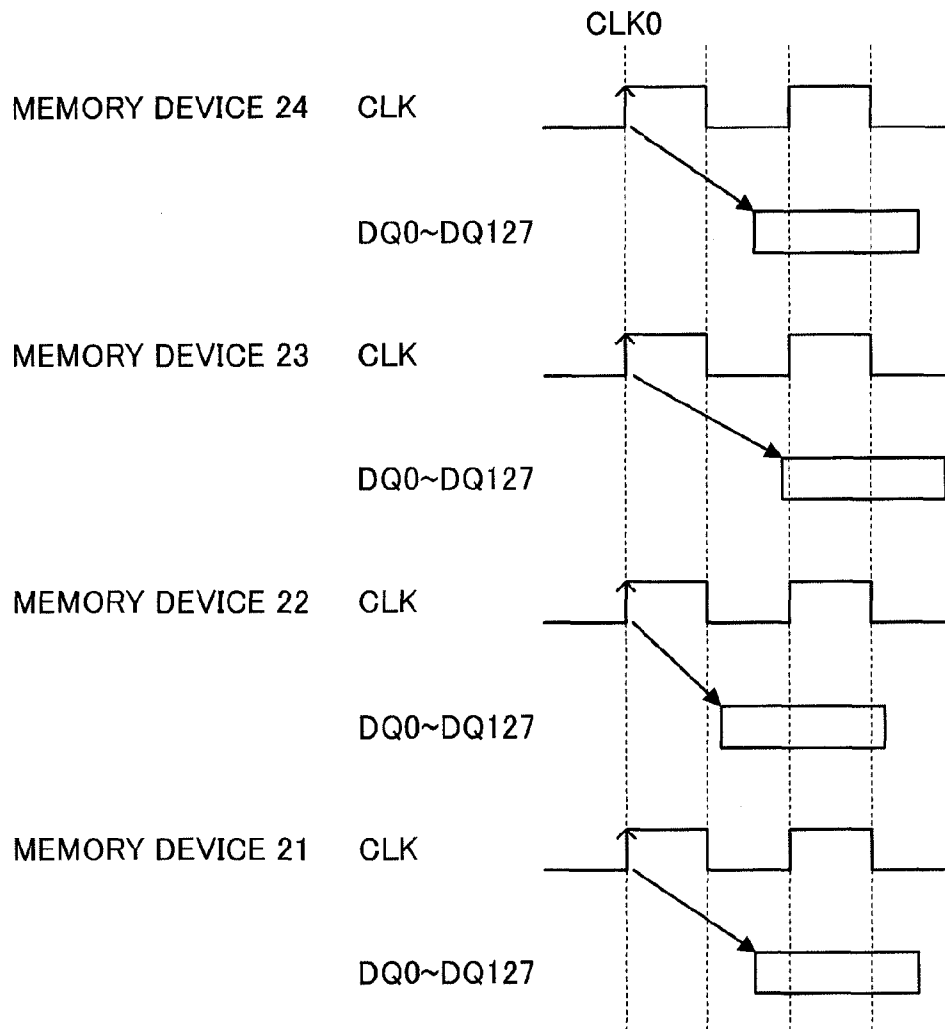 CLK0
MEMORY DEVICE 24 CLK
DQ0~DQ127
MEMORY DEVICE 23 CLK
DQ0~DQ127
MEMORY DEVICE 22 CLK
DQ0~DQ127
MEMORY DEVICE 21 CLK
DQ0~DQ127